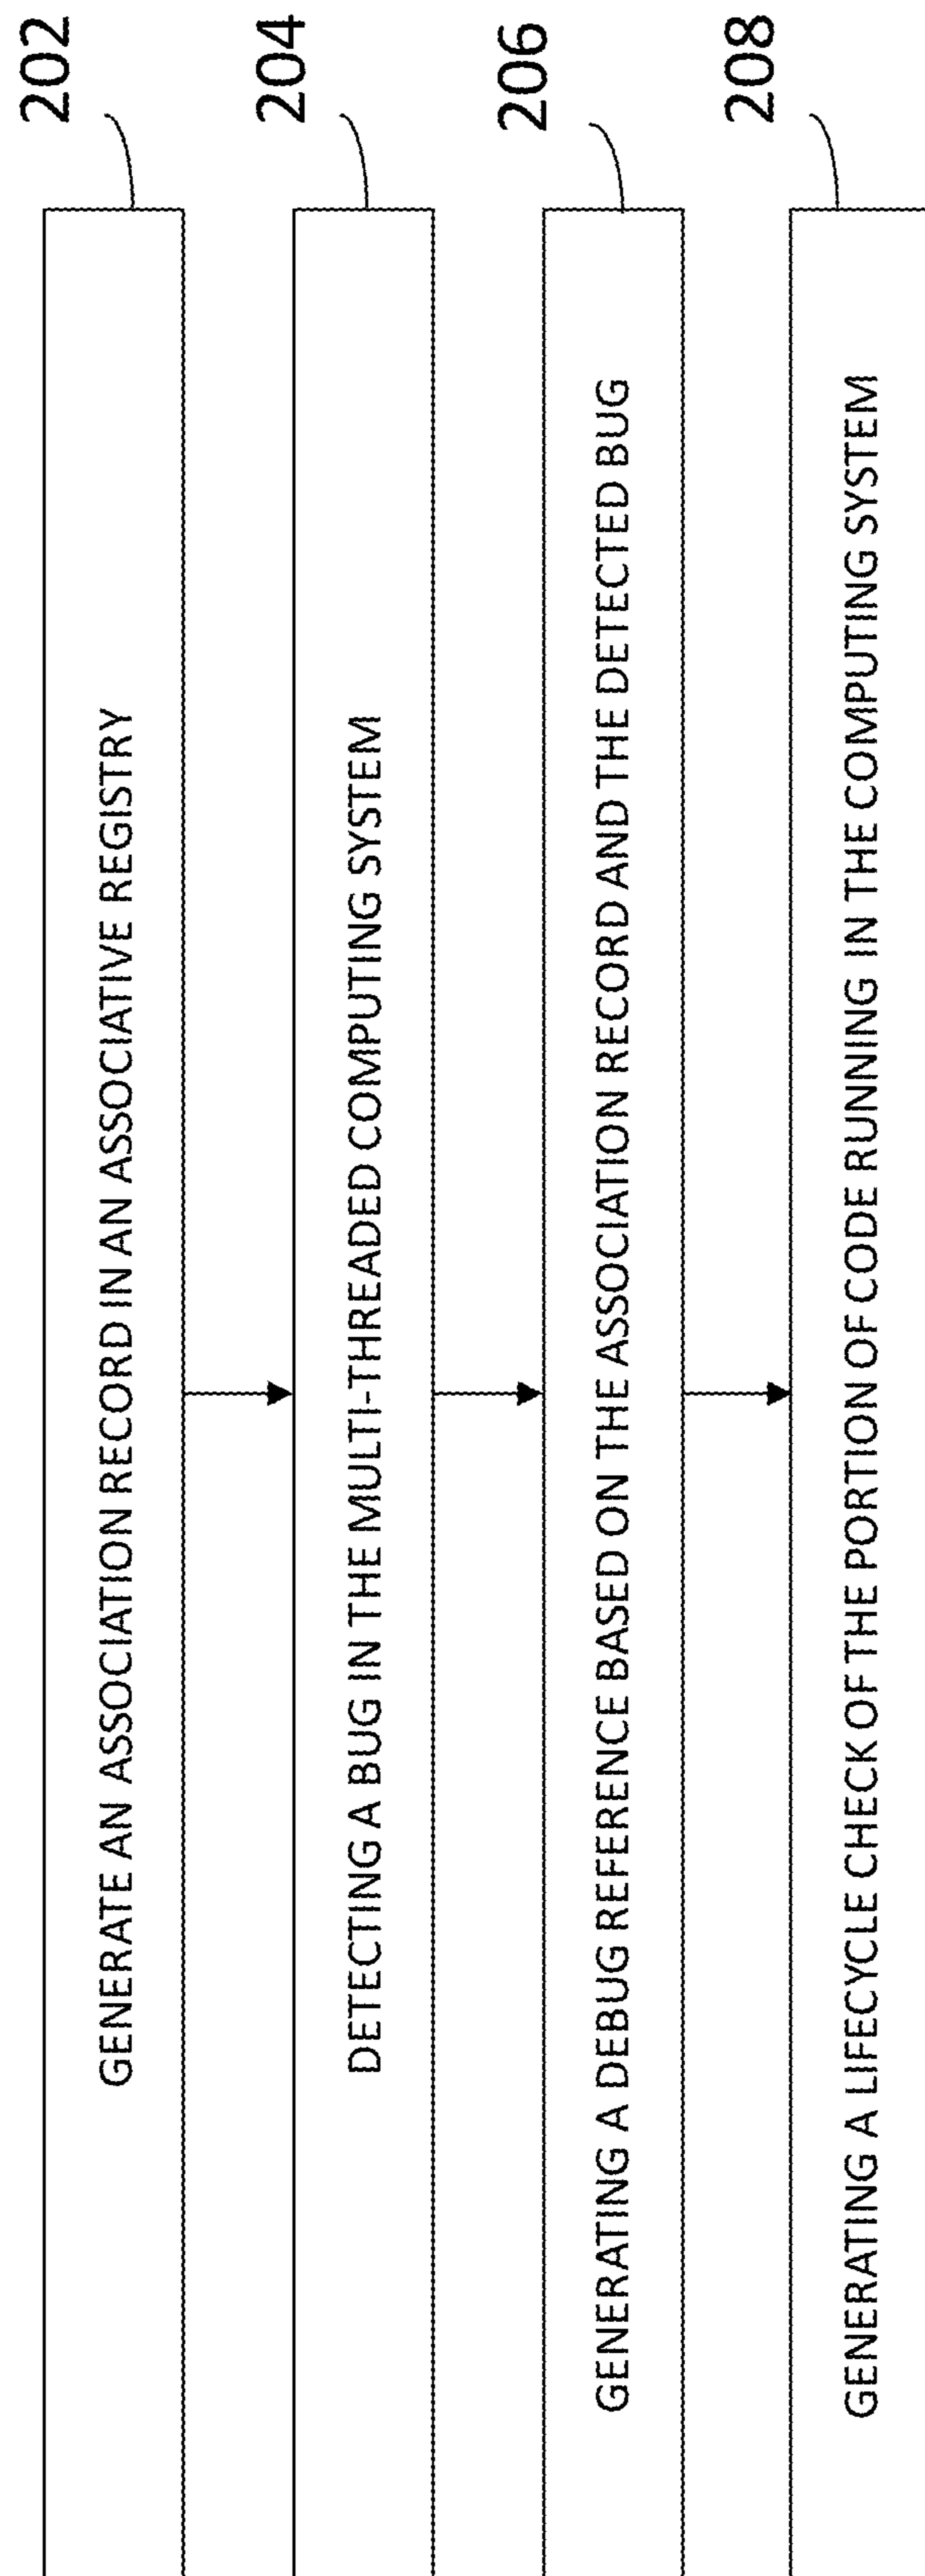 GENERATE AN ASSOCIATION RECORD IN AN ASSOCIATIVE REGISTRY
202
DETECTING A BUG IN THE MULTI-THREADED COMPUTING SYSTEM
204
GENERATING A DEBUG REFERENCE BASED ON THE ASSOCIATION RECORD AND THE DETECTED BUG
206
GENERATING A LIFECYCLE CHECK OF THE PORTION OF CODE RUNNING IN THE COMPUTING SYSTEM
208